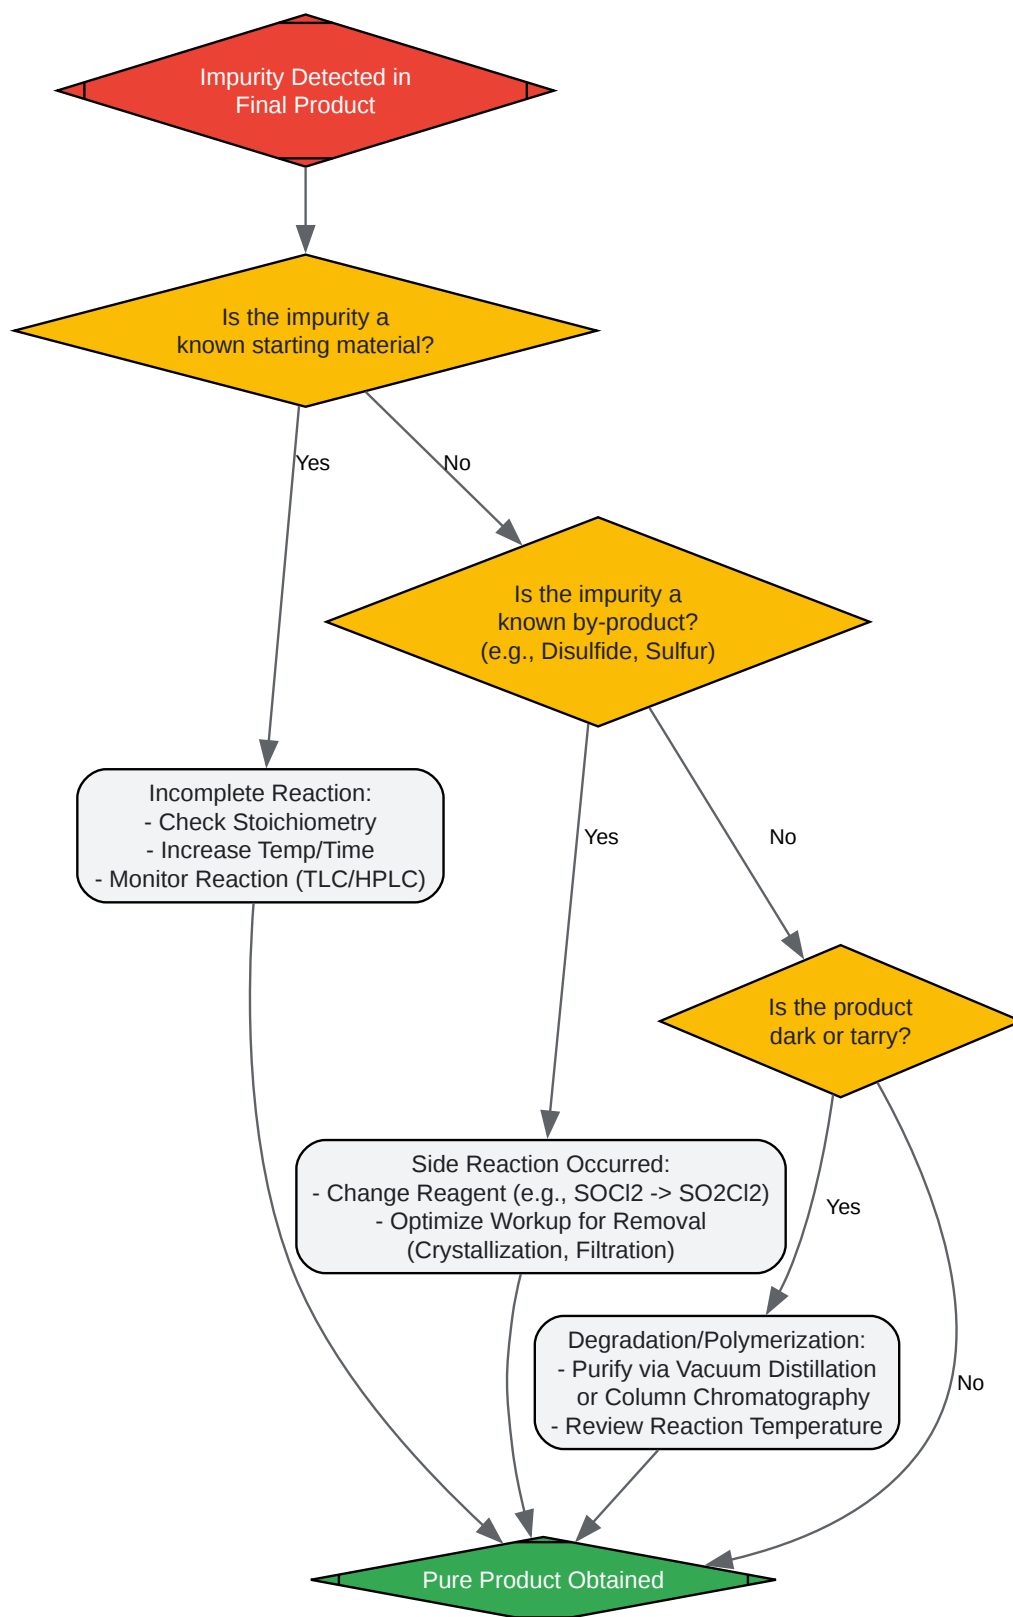 Impurity Detected in
Final Product
Is the impurity a
known starting material?
Yes
No
Is the impurity a
known by-product?
(e.g., Disulfide, Sulfur)
Incomplete Reaction:
- Check Stoichiometry
- Increase Temp/Time
- Monitor Reaction (TLC/HPLC)
Yes
No
Is the product
dark or tarry?
Side Reaction Occurred:
- Change Reagent (e.g., SOCl2 -> SO2Cl2)
- Optimize Workup for Removal
(Crystallization, Filtration)
Yes
Degradation/Polymerization:
- Purify via Vacuum Distillation
or Column Chromatography
- Review Reaction Temperature
No
Pure Product Obtained